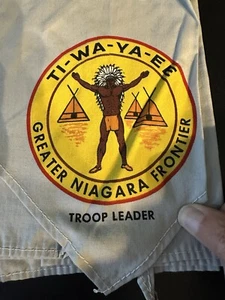 TI-WA-YA-EE
GREATER NIAGARA FRONTIER
TROOP LEADER